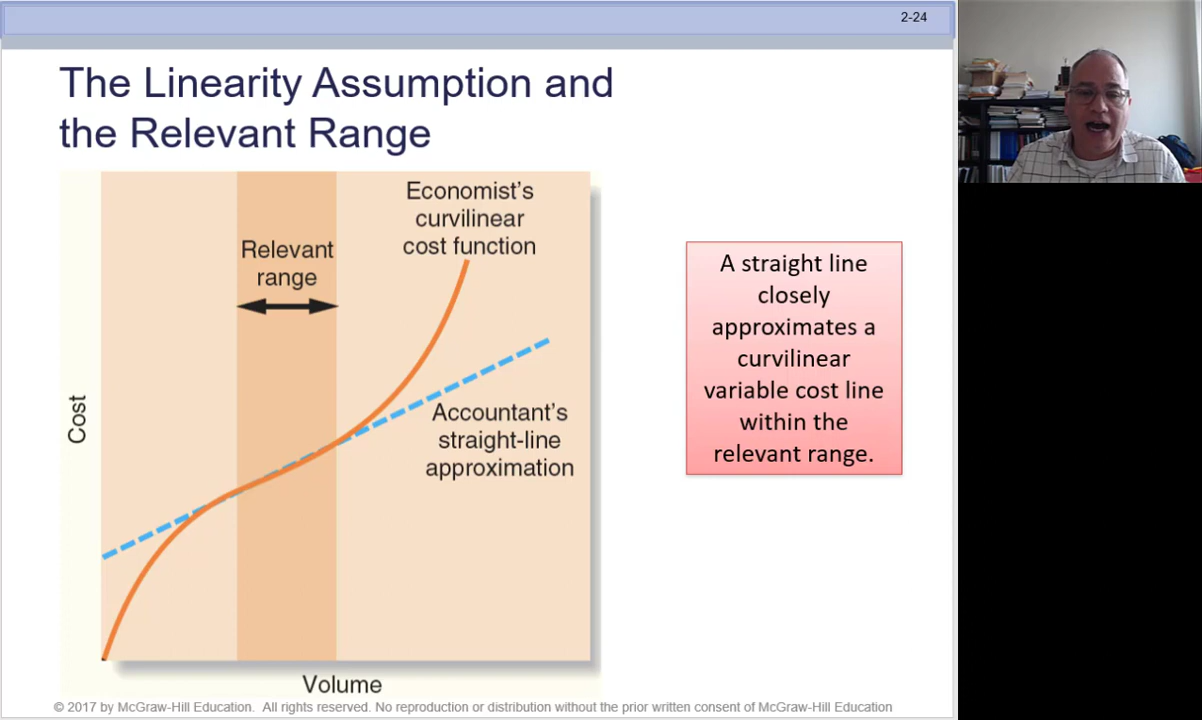 2-24
The Linearity Assumption and
the Relevant Range
Economist's
curvilinear
cost function
Relevant
range
Cost
Accountant's
straight-line
approximation
Volume
A straight line
closely
approximates a
curvilinear
variable cost line
within the
relevant range.
© 2017 by McGraw-Hill Education. All rights reserved. No reproduction or distribution without the prior written consent of McGraw-Hill Education